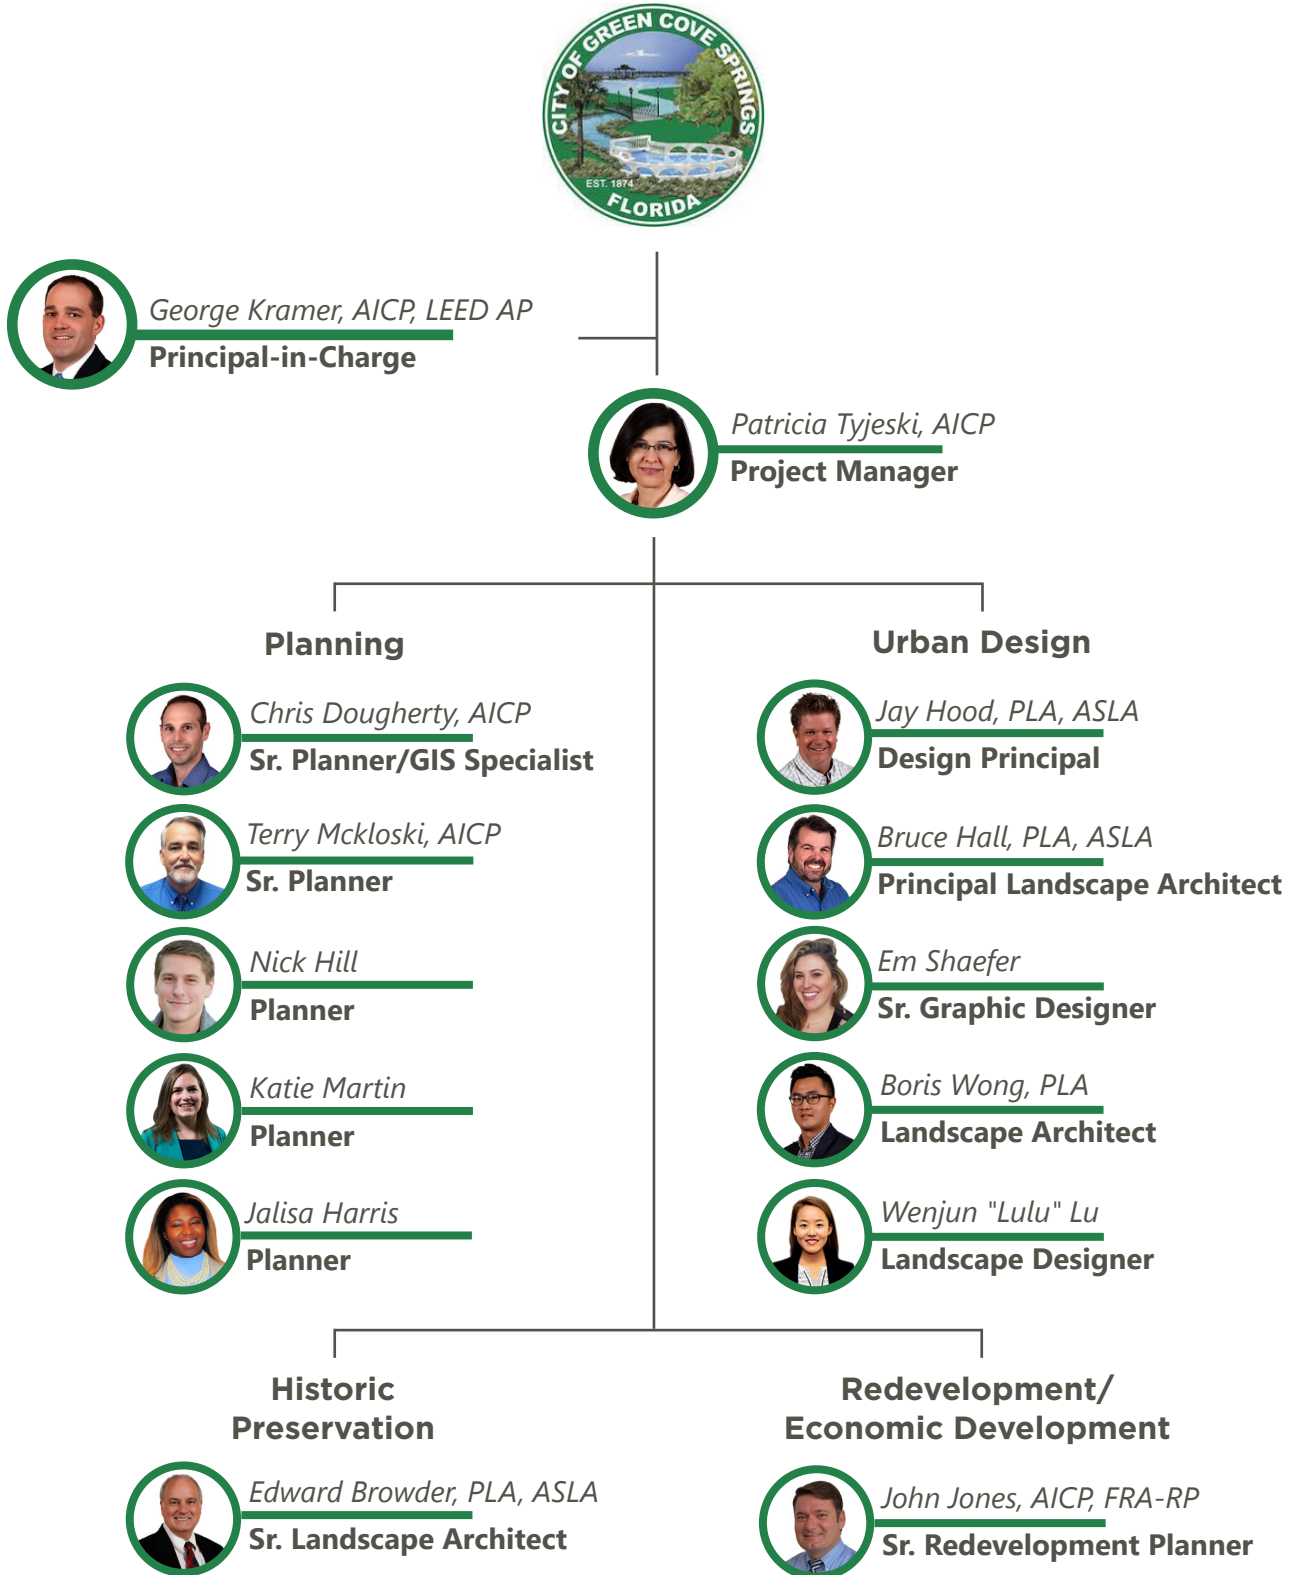 CITY OF GREEN COVE SPRINGS
EST. 1874
FLORIDA
George Kramer, AICP, LEED AP
Principal-in-Charge
Patricia Tyjeski, AICP
Project Manager
Planning
Chris Dougherty, AICP
Sr. Planner/GIS Specialist
Terry Mckloski, AICP
Sr. Planner
Nick Hill
Planner
Katie Martin
Planner
Jalisa Harris
Planner
Urban Design
Jay Hood, PLA, ASLA
Design Principal
Bruce Hall, PLA, ASLA
Principal Landscape Architect
Em Shaefer
Sr. Graphic Designer
Boris Wong, PLA
Landscape Architect
Wenjun "Lulu" Lu
Landscape Designer
Historic
Preservation
Edward Browder, PLA, ASLA
Sr. Landscape Architect
Redevelopment/
Economic Development
John Jones, AICP, FRA-RP
Sr. Redevelopment Planner